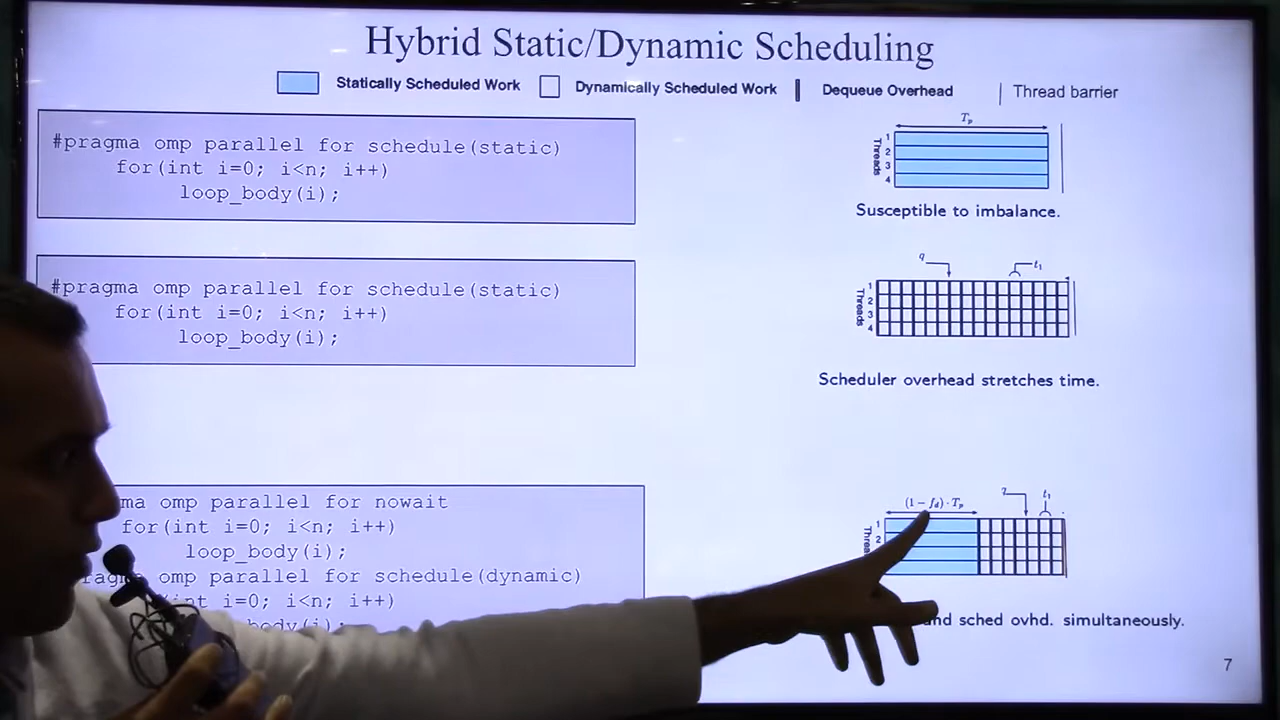 Hybrid Static/Dynamic Scheduling
Statically Scheduled Work Dynamically Scheduled Work Dequeue Overhead Thread barrier
#pragma omp parallel for schedule(static)
for(int i=0; i<n; i++)
loop_body(i);
Tp
Threads
1
2
3
4
Susceptible to imbalance.
#pragma omp parallel for schedule(static)
for(int i=0; i<n; i++)
loop_body(i);
q t1
Threads
1
2
3
4
Scheduler overhead stretches time.
omp parallel for nowait
for(int i=0; i<n; i++)
loop_body(i);
omp parallel for schedule(dynamic)
int i=0; i<n; i++)
(1 − fd) · Tp
t1
1
2
sched ovhd. simultaneously.
7